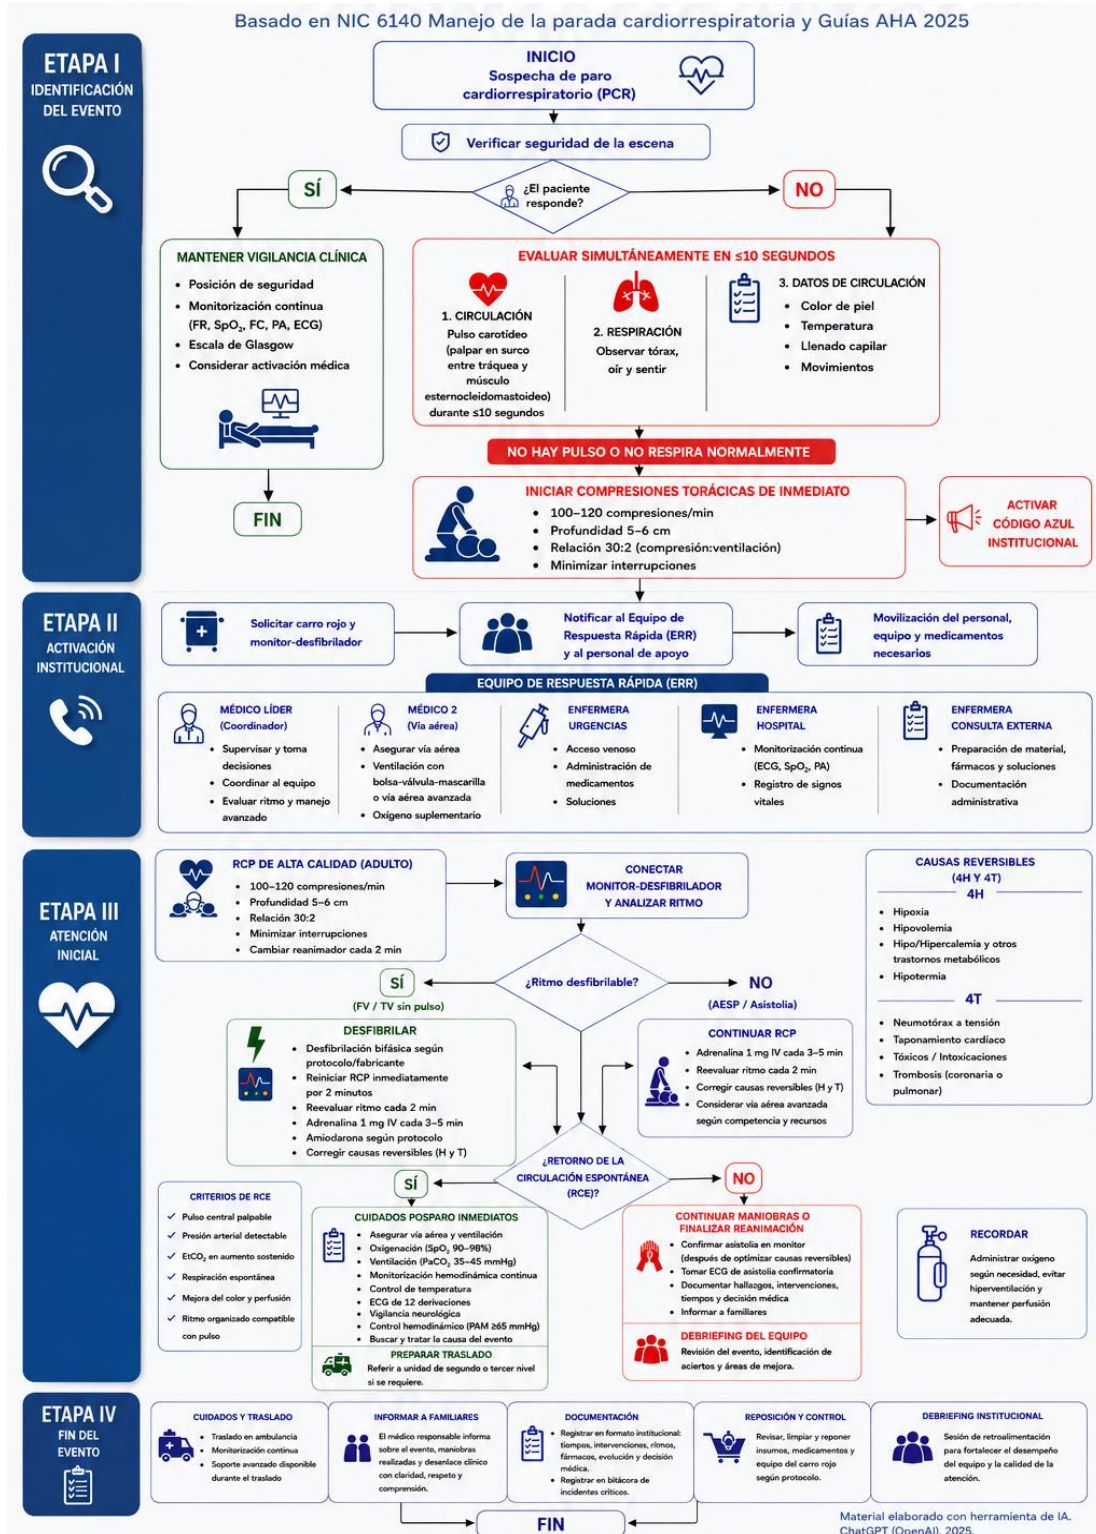 Basado en NIC 6140 Manejo de la parada cardiorrespiratoria y Guías AHA 2025
ETAPA I
IDENTIFICACIÓN
DEL EVENTO
INICIO
Sospecha de paro
cardiorrespiratorio (PCR)
Verificar seguridad de la escena
¿El paciente
responde?
SÍ
NO
MANTENER VIGILANCIA CLÍNICA
• Posición de seguridad
• Monitorización continua
(FR, SpO₂, FC, PA, ECG)
• Escala de Glasgow
• Considerar activación médica
FIN
EVALUAR SIMULTÁNEAMENTE EN ≤10 SEGUNDOS
1. CIRCULACIÓN
Pulso carotídeo
(palpar en surco
entre tráquea y
músculo
esternocleidomastoideo)
durante ≤10 segundos
2. RESPIRACIÓN
Observar tórax,
oír y sentir
3. DATOS DE CIRCULACIÓN
• Color de piel
• Temperatura
• Llenado capilar
• Movimientos
NO HAY PULSO O NO RESPIRA NORMALMENTE
INICIAR COMPRESIONES TORÁCICAS DE INMEDIATO
• 100–120 compresiones/min
• Profundidad 5–6 cm
• Relación 30:2 (compresión:ventilación)
• Minimizar interrupciones
ACTIVAR
CÓDIGO AZUL
INSTITUCIONAL
ETAPA II
ACTIVACIÓN
INSTITUCIONAL
Solicitar carro rojo y
monitor-desfibrilador
Notificar al Equipo de
Respuesta Rápida (ERR)
y al personal de apoyo
Movilización del personal,
equipo y medicamentos
necesarios
EQUIPO DE RESPUESTA RÁPIDA (ERR)
MÉDICO LÍDER
(Coordinador)
• Supervisar y toma
decisiones
• Coordinar al equipo
• Evaluar ritmo y manejo
avanzado
MÉDICO 2
(Vía aérea)
• Asegurar vía aérea
• Ventilación con
bolsa-válvula-mascarilla
o vía aérea avanzada
• Oxígeno suplementario
ENFERMERA
URGENCIAS
• Acceso venoso
• Administración de
medicamentos
• Soluciones
ENFERMERA
HOSPITAL
• Monitorización continua
(ECG, SpO₂, PA)
• Registro de signos
vitales
ENFERMERA
CONSULTA EXTERNA
• Preparación de material,
fármacos y soluciones
• Documentación
administrativa
ETAPA III
ATENCIÓN
INICIAL
RCP DE ALTA CALIDAD (ADULTO)
• 100–120 compresiones/min
• Profundidad 5–6 cm
• Relación 30:2
• Minimizar interrupciones
• Cambiar reanimador cada 2 min
CONECTAR
MONITOR-DESFIBRILADOR
Y ANALIZAR RITMO
CAUSAS REVERSIBLES
(4H Y 4T)
4H
• Hipoxia
• Hipovolemia
• Hipo/Hipercalemia y otros
trastornos metabólicos
• Hipotermia
4T
• Neumotórax a tensión
• Taponamiento cardíaco
• Tóxicos / Intoxicaciones
• Trombosis (coronaria o
pulmonar)
¿Ritmo desfibrilable?
SÍ
(FV / TV sin pulso)
NO
(AESP / Asistolia)
DESFIBRILAR
• Desfibrilación bifásica según
protocolo/fabricante
• Reiniciar RCP inmediatamente
por 2 minutos
• Reevaluar ritmo cada 2 min
• Adrenalina 1 mg IV cada 3–5 min
• Amiodarona según protocolo
• Corregir causas reversibles (H y T)
CONTINUAR RCP
• Adrenalina 1 mg IV cada 3–5 min
• Reevaluar ritmo cada 2 min
• Corregir causas reversibles (H y T)
• Considerar vía aérea avanzada
según competencia y recursos
¿RETORNO DE LA
CIRCULACIÓN ESPONTÁNEA
(RCE)?
SÍ
NO
CRITERIOS DE RCE
✓ Pulso central palpable
✓ Presión arterial detectable
✓ EtCO₂ en aumento sostenido
✓ Respiración espontánea
✓ Mejora del color y perfusión
✓ Ritmo organizado compatible
con pulso
CUIDADOS POSPARO INMEDIATOS
• Asegurar vía aérea y ventilación
• Oxigenación (SpO₂ 90–98%)
• Ventilación (PaCO₂ 35–45 mmHg)
• Monitorización hemodinámica continua
• Control de temperatura
• ECG de 12 derivaciones
• Vigilancia neurológica
• Control hemodinámico (PAM ≥65 mmHg)
• Buscar y tratar la causa del evento
PREPARAR TRASLADO
Referir a unidad de segundo o tercer nivel
si se requiere.
CONTINUAR MANIOBRAS O
FINALIZAR REANIMACIÓN
• Confirmar asistolia en monitor
(después de optimizar causas reversibles)
• Tomar ECG de asistolia confirmatoria
• Documentar hallazgos, intervenciones,
tiempos y decisión médica
• Informar a familiares
DEBRIEFING DEL EQUIPO
Revisión del evento, identificación de
aciertos y áreas de mejora.
RECORDAR
Administrar oxígeno
según necesidad, evitar
hiperventilación y
mantener perfusión
adecuada.
ETAPA IV
FIN DEL
EVENTO
CUIDADOS Y TRASLADO
• Traslado en ambulancia
• Monitorización continua
• Soporte avanzado disponible
durante el traslado
INFORMAR A FAMILIARES
El médico responsable informa
sobre el evento, maniobras
realizadas y desenlace clínico
con claridad, respeto y
comprensión.
DOCUMENTACIÓN
• Registrar en formato institucional:
tiempos, intervenciones, ritmos,
fármacos, evolución y decisión
médica.
• Registrar en bitácora de
incidentes críticos.
REPOSICIÓN Y CONTROL
Revisar, limpiar y reponer
insumos, medicamentos y
equipo del carro rojo
según protocolo.
DEBRIEFING INSTITUCIONAL
Sesión de retroalimentación
para fortalecer el desempeño
del equipo y la calidad de la
atención.
FIN
Material elaborado con herramienta de IA.
ChatGPT (OpenAI), 2025.